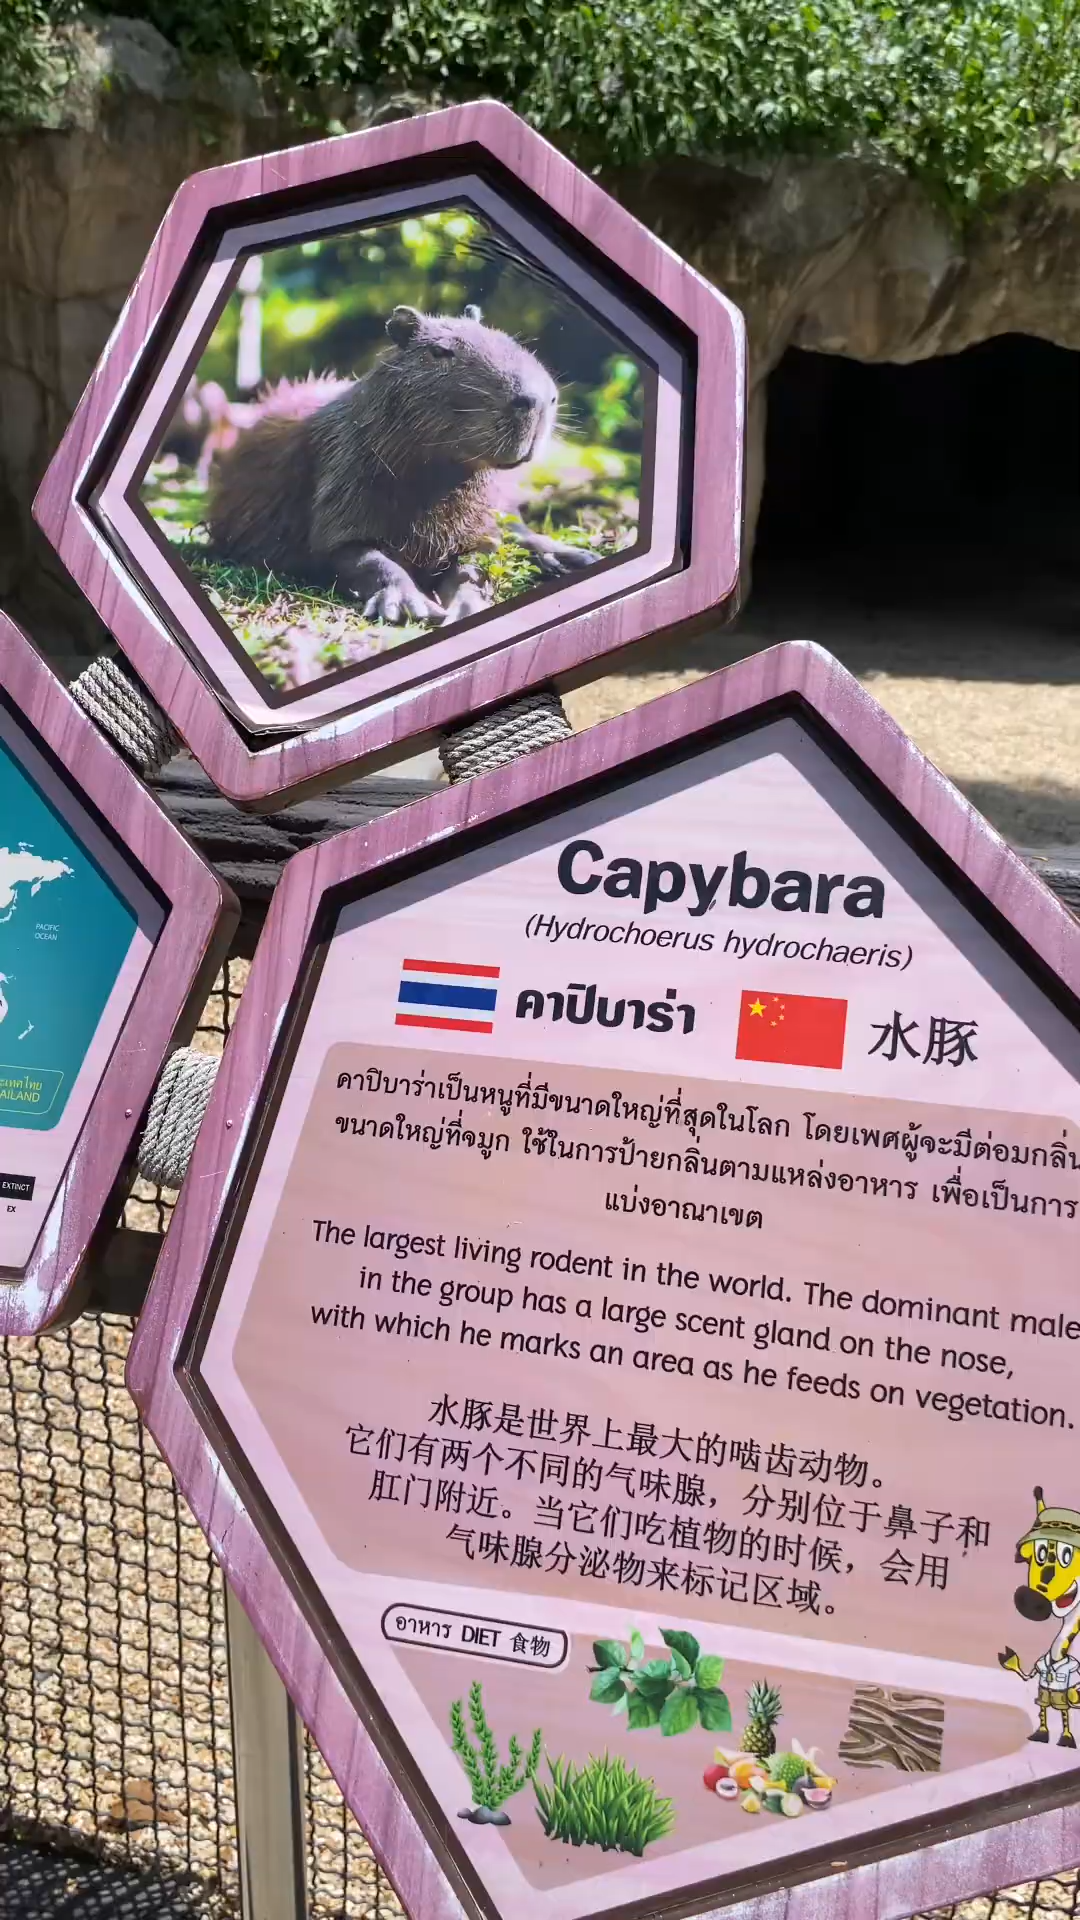 Capybara
(Hydrochoerus hydrochaeris)
คาปิบาร่า
水豚
คาปิบาร่าเป็นหนูที่มีขนาดใหญ่ที่สุดในโลก โดยเพศผู้จะมีต่อมกลิ่น
ขนาดใหญ่ที่จมูก ใช้ในการป้ายกลิ่นตามแหล่งอาหาร เพื่อเป็นการ
แบ่งอาณาเขต
The largest living rodent in the world. The dominant male
in the group has a large scent gland on the nose,
with which he marks an area as he feeds on vegetation.
水豚是世界上最大的啮齿动物。
它们有两个不同的气味腺，分别位于鼻子和
肛门附近。当它们吃植物的时候，会用
气味腺分泌物来标记区域。
อาหาร DIET 食物
PACIFIC
OCEAN
EXTINCT
EX